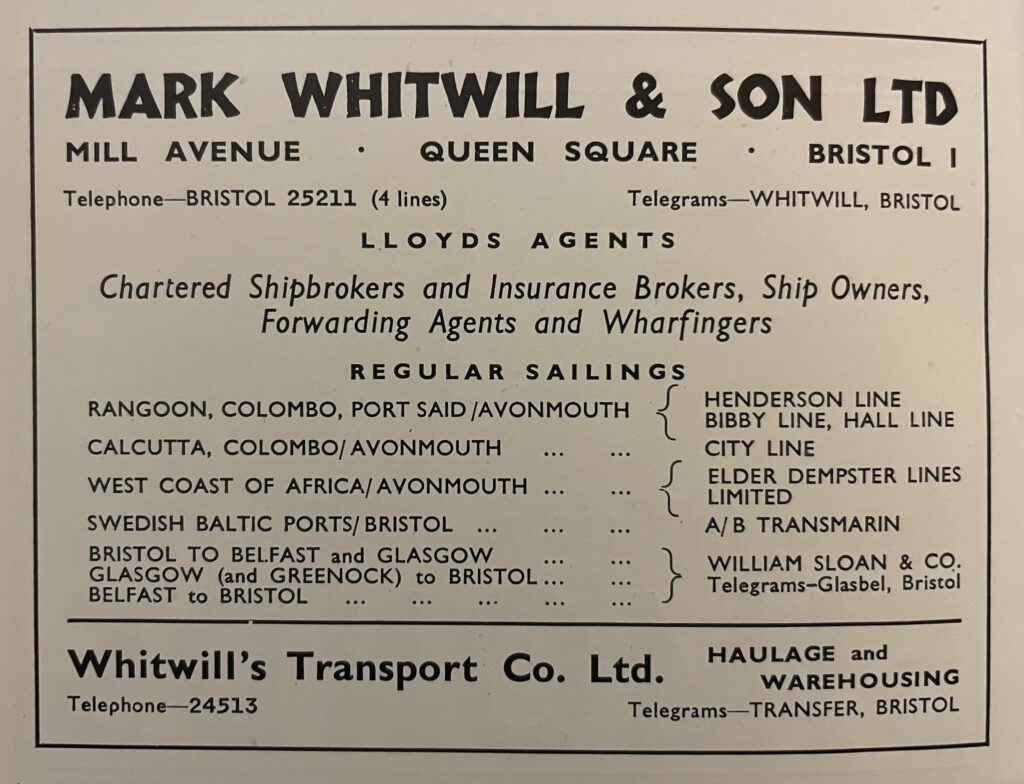 MARK WHITWILL & SON LTD
MILL AVENUE · QUEEN SQUARE · BRISTOL 1
Telephone—BRISTOL 25211 (4 lines) Telegrams—WHITWILL, BRISTOL
LLOYDS AGENTS
Chartered Shipbrokers and Insurance Brokers, Ship Owners,
Forwarding Agents and Wharfingers
REGULAR SAILINGS
RANGOON, COLOMBO, PORT SAID/AVONMOUTH { HENDERSON LINE
BIBBY LINE, HALL LINE
CALCUTTA, COLOMBO/AVONMOUTH ... ... CITY LINE
WEST COAST OF AFRICA/AVONMOUTH ... ... { ELDER DEMPSTER LINES
LIMITED
SWEDISH BALTIC PORTS/BRISTOL ... ... ... A/B TRANSMARIN
BRISTOL TO BELFAST and GLASGOW ... ...
GLASGOW (and GREENOCK) to BRISTOL ... ...
BELFAST to BRISTOL ... ... ... ... ...
} WILLIAM SLOAN & CO.
Telegrams–Glasbel, Bristol
Whitwill's Transport Co. Ltd. HAULAGE and
WAREHOUSING
Telephone—24513 Telegrams—TRANSFER, BRISTOL